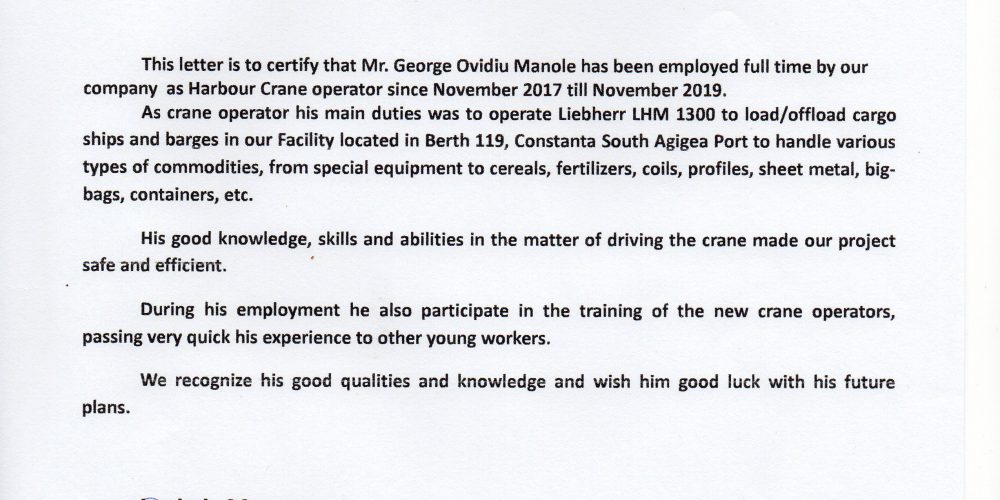 This letter is to certify that Mr. George Ovidiu Manole has been employed full time by our
company as Harbour Crane operator since November 2017 till November 2019.
As crane operator his main duties was to operate Liebherr LHM 1300 to load/offload cargo
ships and barges in our Facility located in Berth 119, Constanta South Agigea Port to handle various
types of commodities, from special equipment to cereals, fertilizers, coils, profiles, sheet metal, big-
bags, containers, etc.
His good knowledge, skills and abilities in the matter of driving the crane made our project
safe and efficient.
During his employment he also participate in the training of the new crane operators,
passing very quick his experience to other young workers.
We recognize his good qualities and knowledge and wish him good luck with his future
plans.